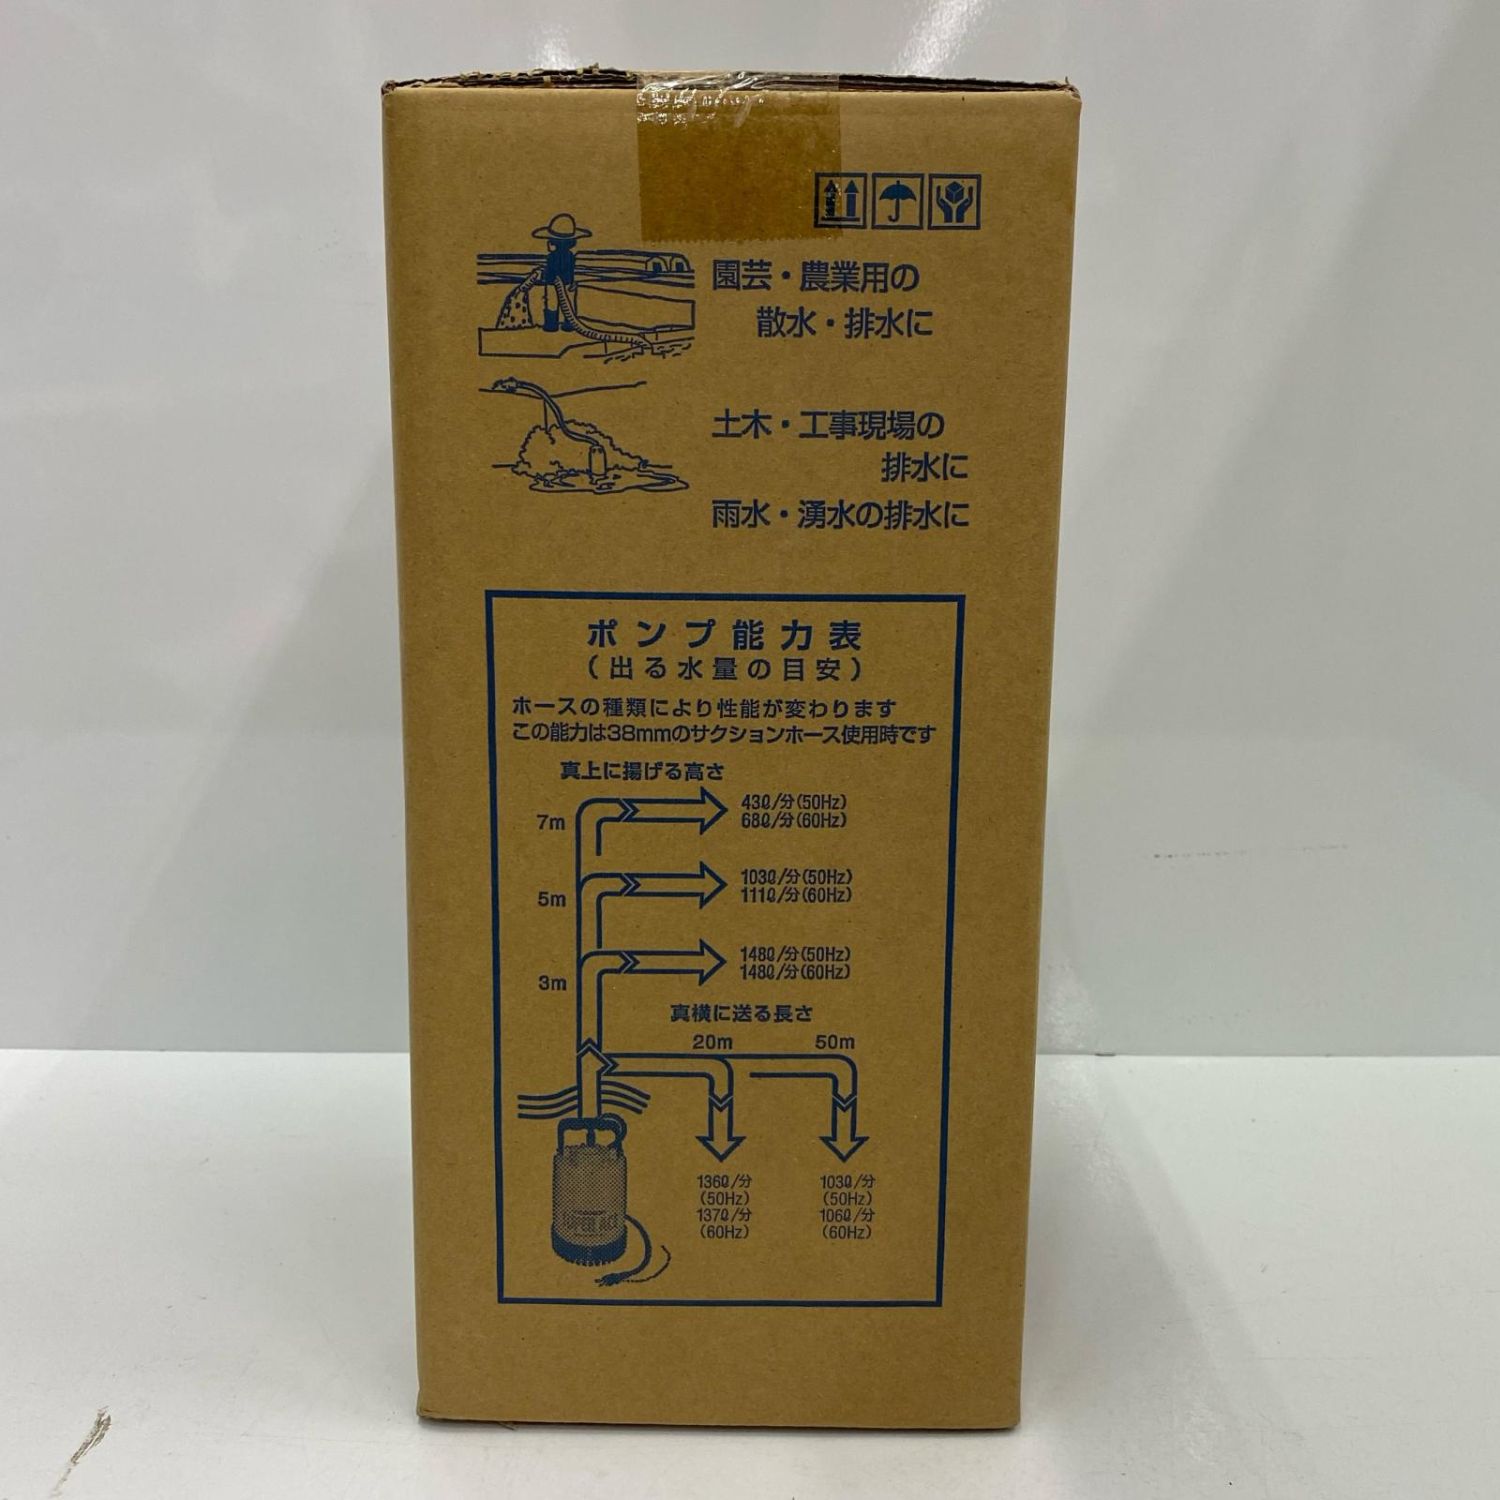 園芸・農業用の
散水・排水に
土木・工事現場の
排水に
雨水・湧水の排水に
ポンプ能力表
(出る水量の目安)
ホースの種類により性能が変わります
この能力は38mmのサクションホース使用時です
真上に揚げる高さ
7m
43ℓ/分(50Hz)
68ℓ/分(60Hz)
5m
103ℓ/分(50Hz)
111ℓ/分(60Hz)
3m
148ℓ/分(50Hz)
148ℓ/分(60Hz)
真横に送る長さ
20m 50m
136ℓ/分 103ℓ/分
(50Hz) (50Hz)
137ℓ/分 106ℓ/分
(60Hz) (60Hz)